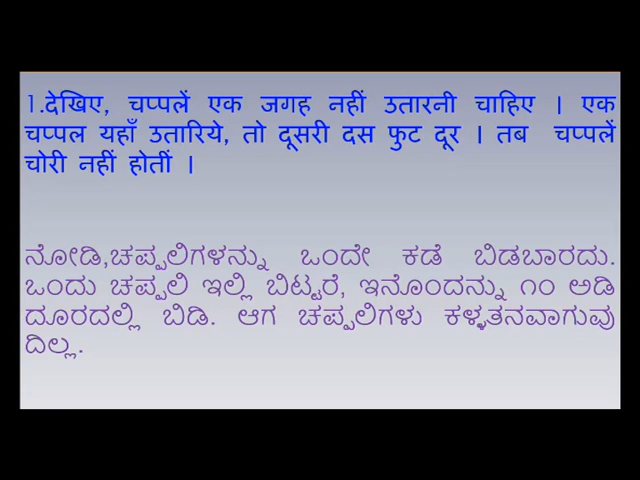 1.देखिए, चप्पलें एक जगह नहीं उतारनी चाहिए । एक
चप्पल यहाँ उतारिये, तो दूसरी दस फुट दूर । तब चप्पलें
चोरी नहीं होतीं ।
ನೋಡಿ,ಚಪ್ಪಲಿಗಳನ್ನು ಒಂದೇ ಕಡೆ ಬಿಡಬಾರದು.
ಒಂದು ಚಪ್ಪಲಿ ಇಲ್ಲಿ ಬಿಟ್ಟರೆ, ಇನೊಂದನ್ನು ೧೦ ಅಡಿ
ದೂರದಲ್ಲಿ ಬಿಡಿ. ಆಗ ಚಪ್ಪಲಿಗಳು ಕಳ್ಳತನವಾಗುವು
ದಿಲ್ಲ.